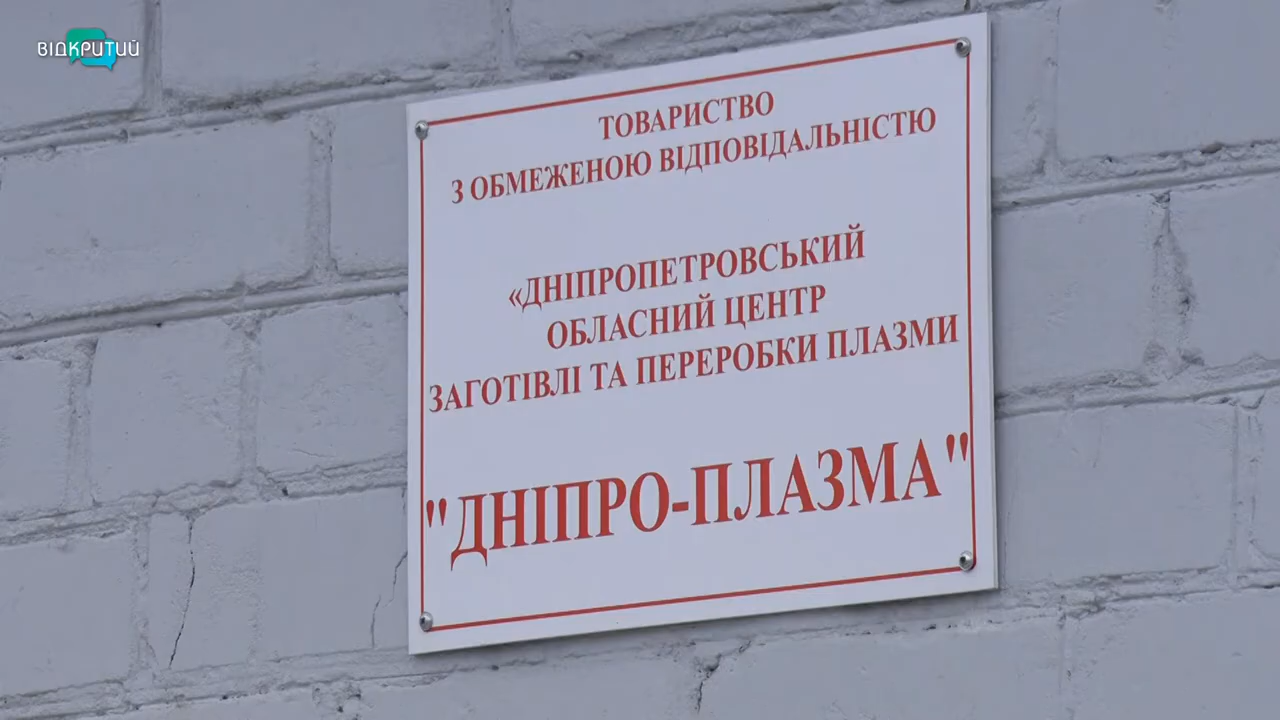 ВІДКРИТИЙ
ТОВАРИСТВО
З ОБМЕЖЕНОЮ ВІДПОВІДАЛЬНІСТЮ
«ДНІПРОПЕТРОВСЬКИЙ
ОБЛАСНИЙ ЦЕНТР
ЗАГОТІВЛІ ТА ПЕРЕРОБКИ ПЛАЗМИ
"ДНІПРО-ПЛАЗМА"